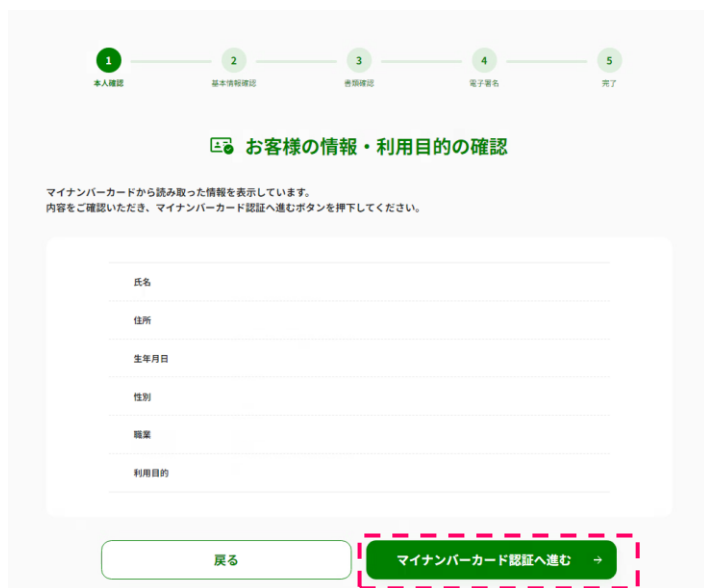 1 2 3 4 5
本人確認 基本情報確認 書類確認 電子署名 完了
お客様の情報・利用目的の確認
マイナンバーカードから読み取った情報を表示しています。
内容をご確認いただき、マイナンバーカード認証へ進むボタンを押下してください。
氏名
住所
生年月日
性別
職業
利用目的
戻る マイナンバーカード認証へ進む →